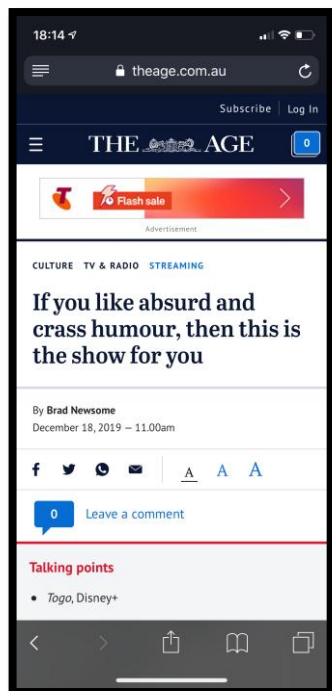 18:14
theage.com.au
Subscribe | Log In
THE AGE
0
Flash sale
Advertisement
CULTURE TV & RADIO STREAMING
If you like absurd and
crass humour, then this is
the show for you
By Brad Newsome
December 18, 2019 — 11.00am
A A A
0 Leave a comment
Talking points
• Togo, Disney+